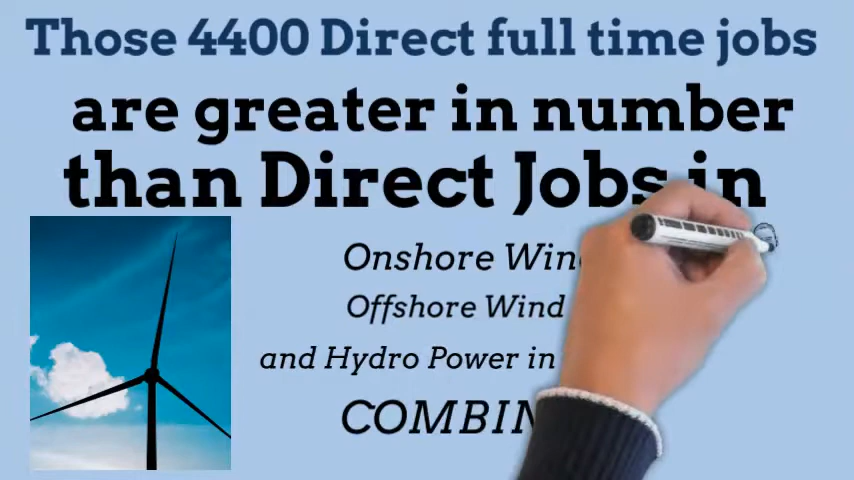 Those 4400 Direct full time jobs
are greater in number
than Direct Jobs in
Onshore
Offshore Wind
and Hydro Power in